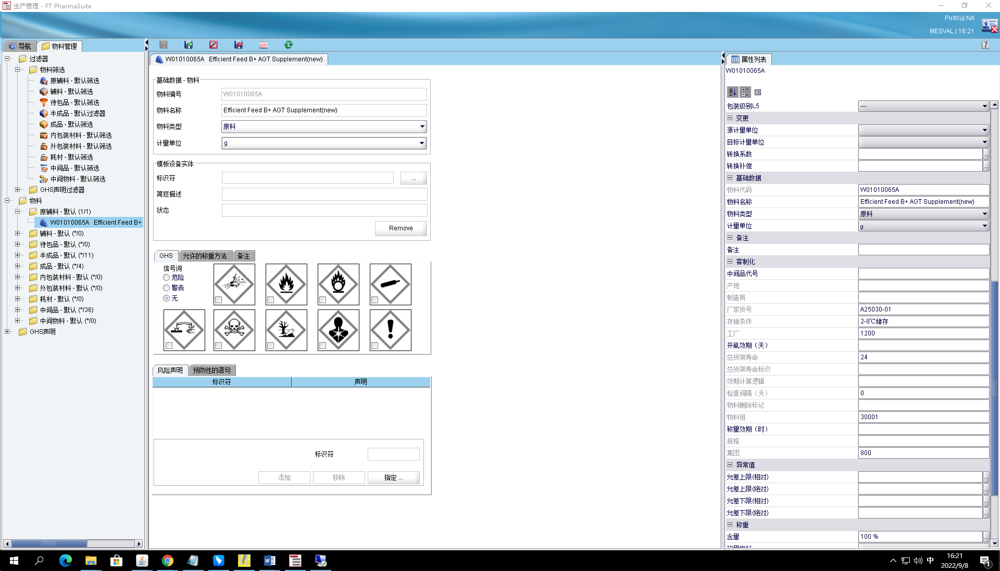 生产管理 - FT PharmaSuite
PiritXu| NA
MESVAL | 16:21
导航
物料管理
过滤器
物料筛选
原辅料 - 默认筛选
辅料 - 默认筛选
待包品 - 默认筛选
半成品 - 默认过滤器
成品 - 默认筛选
内包装材料 - 默认筛选
外包装材料 - 默认筛选
耗材 - 默认筛选
中间品 - 默认筛选
中间物料 - 默认筛选
GHS声明过滤器
物料
原辅料 - 默认 (1/1)
W01010065A Efficient Feed B+
辅料 - 默认 (*/0)
待包品 - 默认 (*/0)
半成品 - 默认 (*/11)
成品 - 默认 (*/4)
内包装材料 - 默认 (*/0)
外包装材料 - 默认 (*/0)
耗材 - 默认 (*/0)
中间品 - 默认 (*/36)
中间物料 - 默认 (*/0)
GHS声明
W01010065A Efficient Feed B+ AGT Supplement(new)
基础数据 - 物料
物料编号 W01010065A
物料名称 Efficient Feed B+ AGT Supplement(new)
物料类型 原料
计量单位 g
模板设备实体
标识符 ...
简短描述
状态
Remove
GHS 允许的称重方法 备注
信号词
危险
警告
无
风险声明 预防性的语句
标识符 声明
标识符
添加 移除 指定 ...
属性列表
W01010065A
包装级别L5 ---
变更
源计量单位
目标计量单位
转换系数 ...
转换补偿 ...
基础数据
物料代码 W01010065A
物料名称 Efficient Feed B+ AGT Supplement(new)
物料类型 原料
计量单位 g
备注
备注
客制化
中间品代号
产地
制造商
厂家货号 A25030-01
存储条件 2-8℃储存
工厂 1200
开瓶效期（天）
总货架寿命 24
总货架寿命标识
效期计算逻辑
检查间隔（天） 0
物料删除标记
物料组 30001
称量效期（时）
规格
集团 800
异常值
允差上限(相对) ...
允差上限(绝对) ...
允差下限(相对) ...
允差下限(绝对) ...
称重
含量 100 % ...
中
16:21
2022/9/8
1